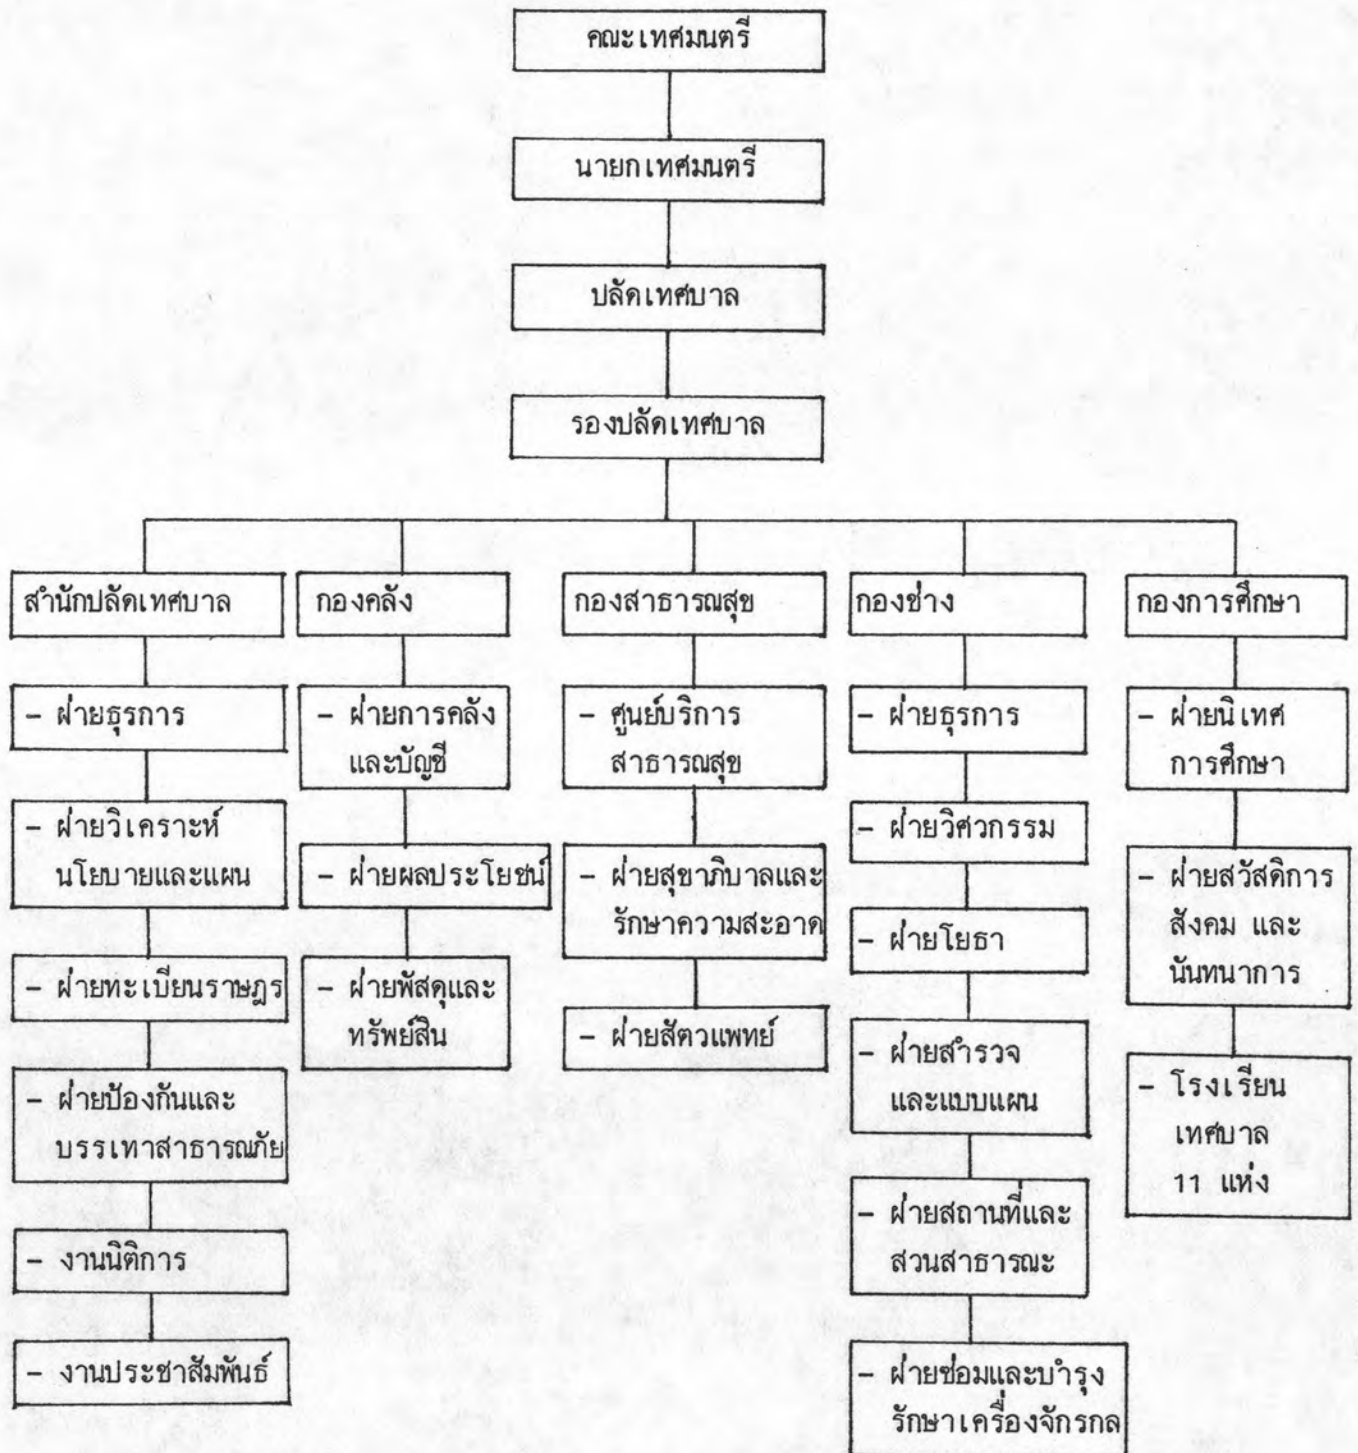 คณะเทศมนตรี
นายกเทศมนตรี
ปลัดเทศบาล
รองปลัดเทศบาล
สำนักปลัดเทศบาล
- ฝ่ายธุรการ
- ฝ่ายวิเคราะห์
นโยบายและแผน
- ฝ่ายทะเบียนราษฎร
- ฝ่ายป้องกันและ
บรรเทาสาธารณภัย
- งานนิติการ
- งานประชาสัมพันธ์
กองคลัง
- ฝ่ายการคลัง
และบัญชี
- ฝ่ายผลประโยชน์
- ฝ่ายพัสดุและ
ทรัพย์สิน
กองสาธารณสุข
- ศูนย์บริการ
สาธารณสุข
- ฝ่ายสุขาภิบาลและ
รักษาความสะอาด
- ฝ่ายสัตวแพทย์
กองช่าง
- ฝ่ายธุรการ
- ฝ่ายวิศวกรรม
- ฝ่ายโยธา
- ฝ่ายสำรวจ
และแบบแผน
- ฝ่ายสถานที่และ
สวนสาธารณะ
- ฝ่ายซ่อมและบำรุง
รักษาเครื่องจักรกล
กองการศึกษา
- ฝ่ายนิเทศ
การศึกษา
- ฝ่ายสวัสดิการ
สังคม และ
นันทนาการ
- โรงเรียน
เทศบาล
11 แห่ง